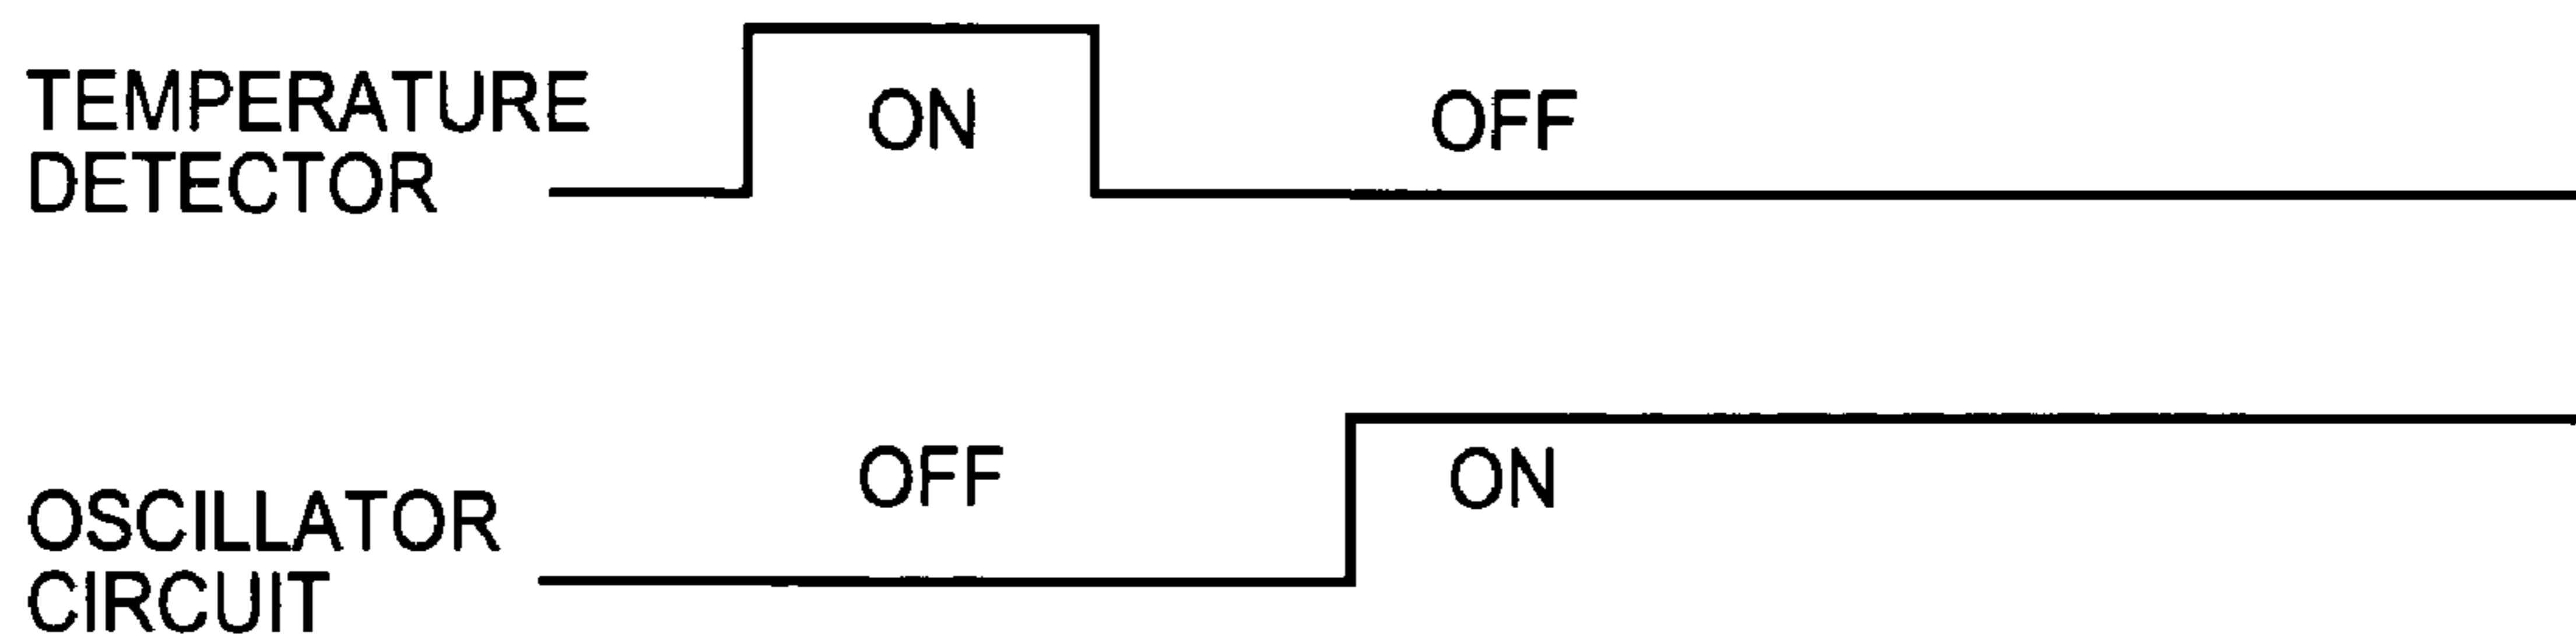 TEMPERATURE
DETECTOR
ON
OFF
OSCILLATOR
CIRCUIT
OFF
ON